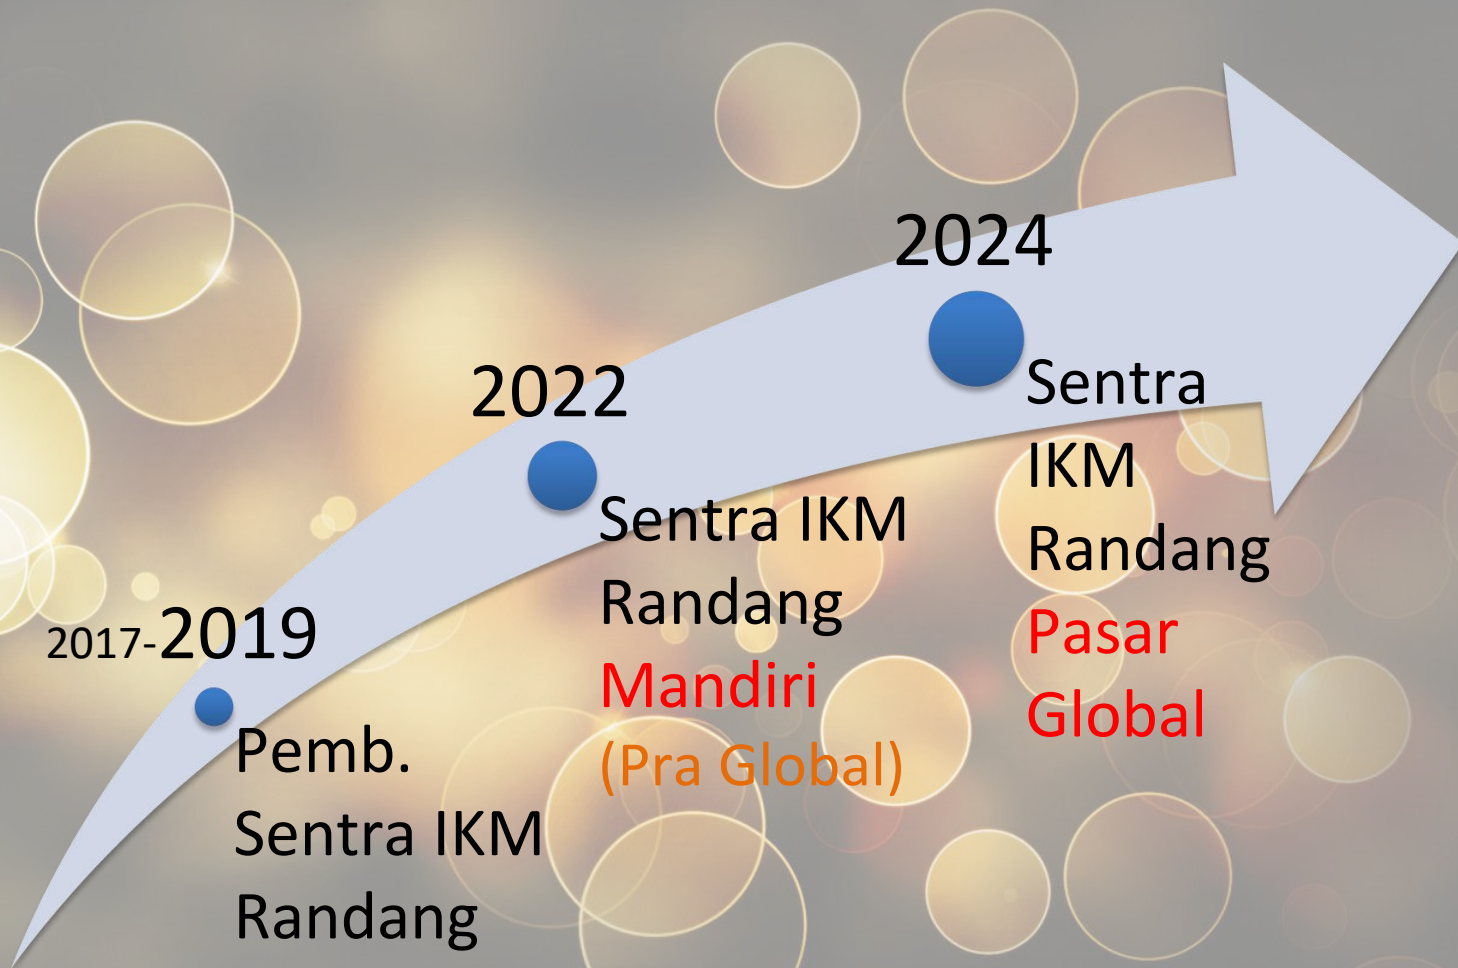 2017-2019
Pemb.
Sentra IKM
Randang
2022
Sentra IKM
Randang
Mandiri
(Pra Global)
2024
Sentra
IKM
Randang
Pasar
Global